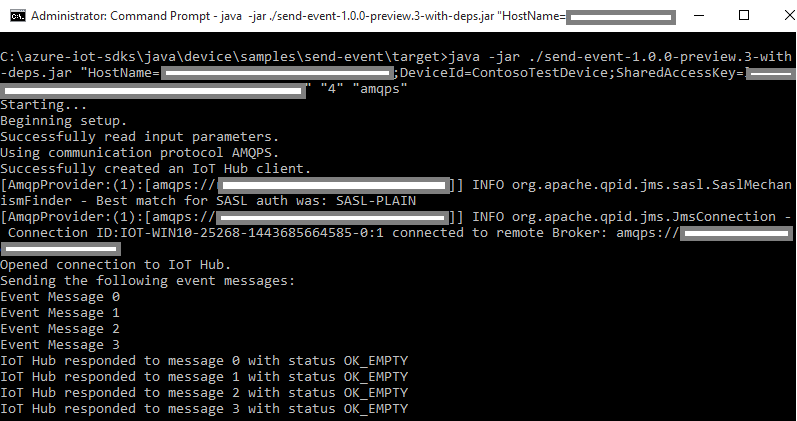 Administrator: Command Prompt - java  -jar ./send-event-1.0.0-preview.3-with-deps.jar "HostName=
C:\azure-iot-sdks\java\device\samples\send-event\target>java -jar ./send-event-1.0.0-preview.3-with
-deps.jar "HostName= ;DeviceId=ContosoTestDevice;SharedAccessKey=
" "4" "amqps"
Starting...
Beginning setup.
Successfully read input parameters.
Using communication protocol AMQPS.
Successfully created an IoT Hub client.
[AmqpProvider:(1):[amqps:// ]] INFO org.apache.qpid.jms.sasl.SaslMechan
ismFinder - Best match for SASL auth was: SASL-PLAIN
[AmqpProvider:(1):[amqps:// ]] INFO org.apache.qpid.jms.JmsConnection -
Connection ID:IOT-WIN10-25268-1443685664585-0:1 connected to remote Broker: amqps://
Opened connection to IoT Hub.
Sending the following event messages:
Event Message 0
Event Message 1
Event Message 2
Event Message 3
IoT Hub responded to message 0 with status OK_EMPTY
IoT Hub responded to message 1 with status OK_EMPTY
IoT Hub responded to message 2 with status OK_EMPTY
IoT Hub responded to message 3 with status OK_EMPTY